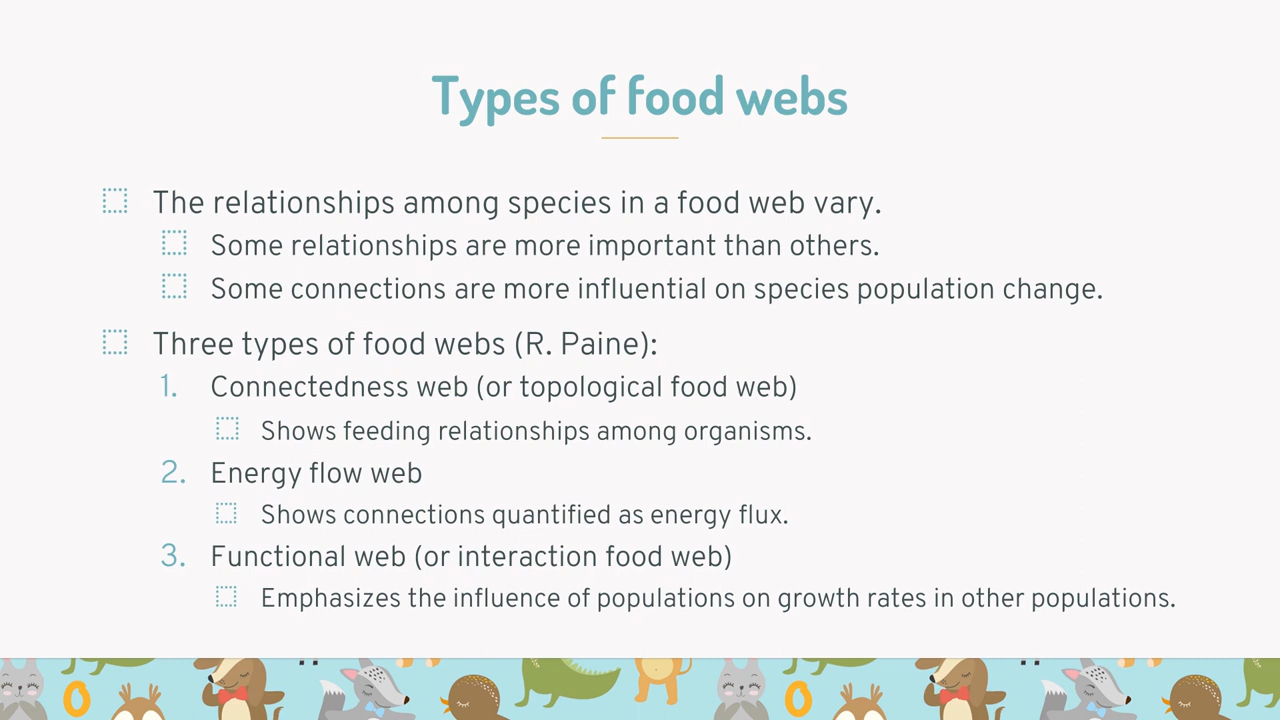 Types of food webs
The relationships among species in a food web vary.
Some relationships are more important than others.
Some connections are more influential on species population change.
Three types of food webs (R. Paine):
1. Connectedness web (or topological food web)
Shows feeding relationships among organisms.
2. Energy flow web
Shows connections quantified as energy flux.
3. Functional web (or interaction food web)
Emphasizes the influence of populations on growth rates in other populations.